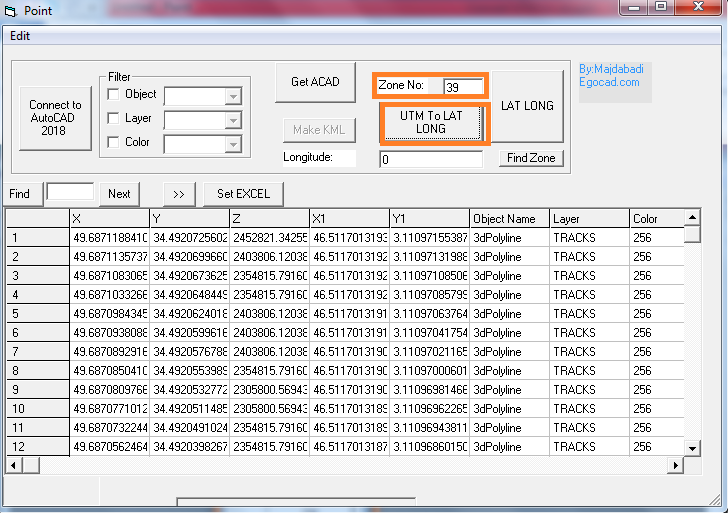 Point
Edit
Filter
Object
Layer
Color
Connect to
AutoCAD
2018
Get ACAD
Make KML
Longitude:
Zone No: 39
UTM To LAT
LONG
0
LAT LONG
Find Zone
By:Majdabadi
Egocad.com
Find Next >> Set EXCEL
X Y Z X1 Y1 Object Name Layer Color
1 49.6871188410 34.4920725602 2452821.34255 46.5117013193 3.11097155387 3dPolyline TRACKS 256
2 49.6871135737 34.4920699660 2403806.12038 46.5117013192 3.11097131988 3dPolyline TRACKS 256
3 49.6871083065 34.4920673625 2354815.79160 46.5117013192 3.11097108506 3dPolyline TRACKS 256
4 49.6871033266 34.4920648449 2354815.79160 46.5117013192 3.11097085799 3dPolyline TRACKS 256
5 49.6870984345 34.4920624018 2403806.12038 46.5117013191 3.11097063764 3dPolyline TRACKS 256
6 49.6870938088 34.4920599616 2403806.12038 46.5117013191 3.11097041754 3dPolyline TRACKS 256
7 49.6870892916 34.4920576786 2403806.12038 46.5117013190 3.11097021165 3dPolyline TRACKS 256
8 49.6870850410 34.4920553989 2354815.79160 46.5117013190 3.11097000601 3dPolyline TRACKS 256
9 49.6870809766 34.4920532772 2305800.56943 46.5117013190 3.11096981466 3dPolyline TRACKS 256
10 49.6870771012 34.4920511485 2305800.56943 46.5117013189 3.11096962265 3dPolyline TRACKS 256
11 49.6870732244 34.4920491024 2354815.79160 46.5117013189 3.11096943811 3dPolyline TRACKS 256
12 49.6870562464 34.4920398267 2354815.79160 46.5117013187 3.11096860150 3dPolyline TRACKS 256